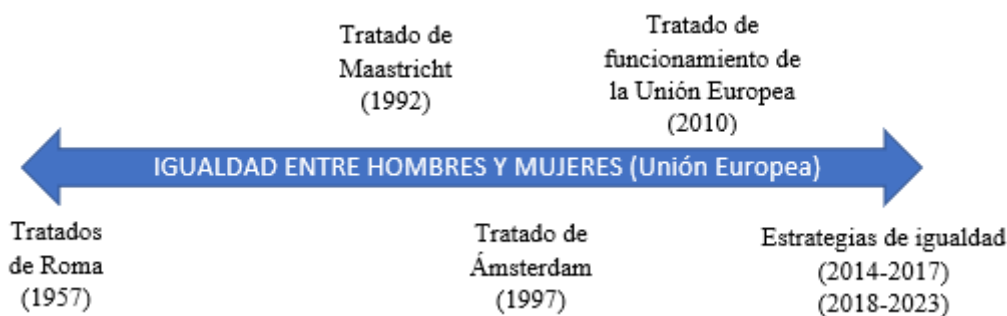 Tratado de
Maastricht
(1992)
Tratado de
funcionamiento de
la Unión Europea
(2010)
IGUALDAD ENTRE HOMBRES Y MUJERES (Unión Europea)
Tratados
de Roma
(1957)
Tratado de
Ámsterdam
(1997)
Estrategias de igualdad
(2014-2017)
(2018-2023)